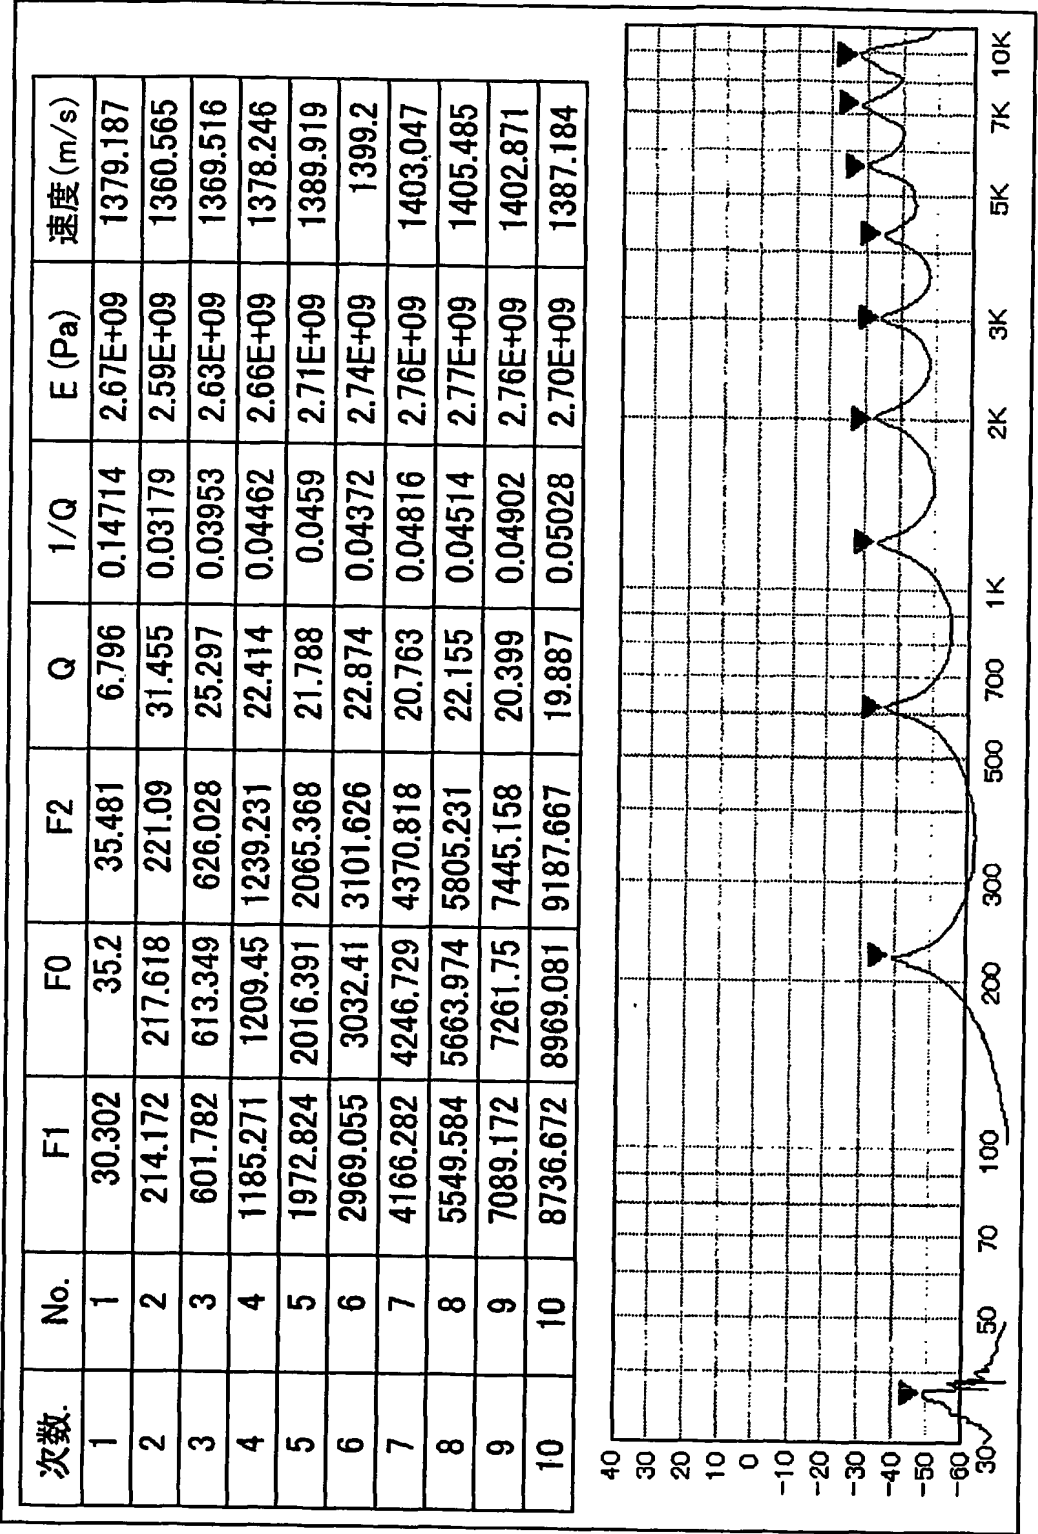 次数. No. F1 F0 F2 Q 1/Q E (Pa) 速度(m/s)
1 1 30.302 35.2 35.481 6.796 0.14714 2.67E+09 1379.187
2 2 214.172 217.618 221.09 31.455 0.03179 2.59E+09 1360.565
3 3 601.782 613.349 626.028 25.297 0.03953 2.63E+09 1369.516
4 4 1185.271 1209.45 1239.231 22.414 0.04462 2.66E+09 1378.246
5 5 1972.824 2016.391 2065.368 21.788 0.0459 2.71E+09 1389.919
6 6 2969.055 3032.41 3101.626 22.874 0.04372 2.74E+09 1399.2
7 7 4166.282 4246.729 4370.818 20.763 0.04816 2.76E+09 1403.047
8 8 5549.584 5663.974 5805.231 22.155 0.04514 2.77E+09 1405.485
9 9 7089.172 7261.75 7445.158 20.399 0.04902 2.76E+09 1402.871
10 10 8736.672 8969.081 9187.667 19.887 0.05028 2.70E+09 1387.184
40
30
20
10
0
-10
-20
-30
-40
-50
-60
30 50 70 100 200 300 500 700 1K 2K 3K 5K 7K 10K